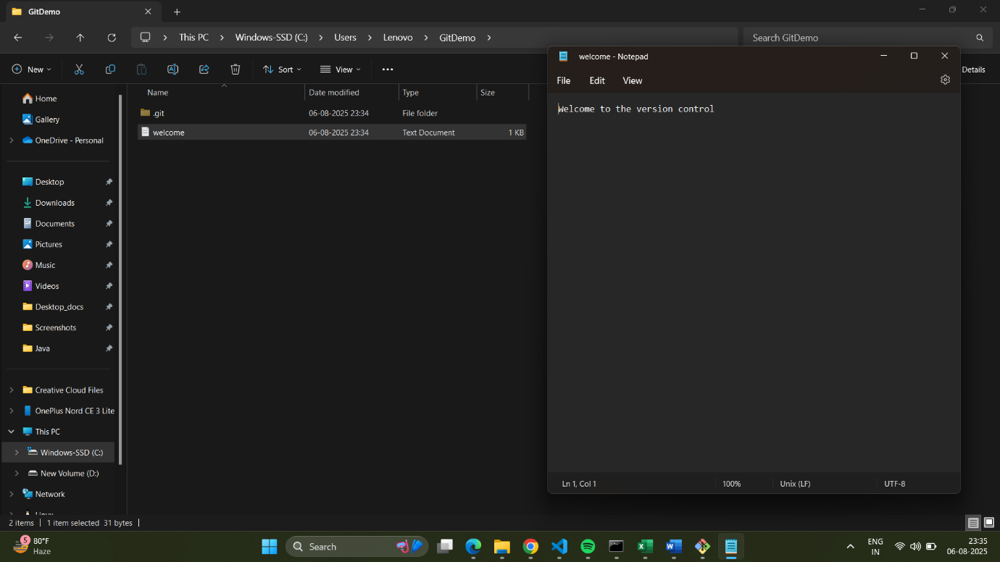 GitDemo
This PC
Windows-SSD (C:)
Users
Lenovo
GitDemo
Search GitDemo
New
Sort
View
Details
Home
Gallery
OneDrive - Personal
Desktop
Downloads
Documents
Pictures
Music
Videos
Desktop_docs
Screenshots
Java
Creative Cloud Files
OnePlus Nord CE 3 Lite
This PC
Windows-SSD (C:)
New Volume (D:)
Network
Linux
Name Date modified Type Size
.git 06-08-2025 23:34 File folder
welcome 06-08-2025 23:34 Text Document 1 KB
welcome - Notepad
File Edit View
Welcome to the version control
Ln 1, Col 1 100% Unix (LF) UTF-8
2 items 1 item selected 31 bytes
5
80°F
Haze
Search
ENG
IN
23:35
06-08-2025